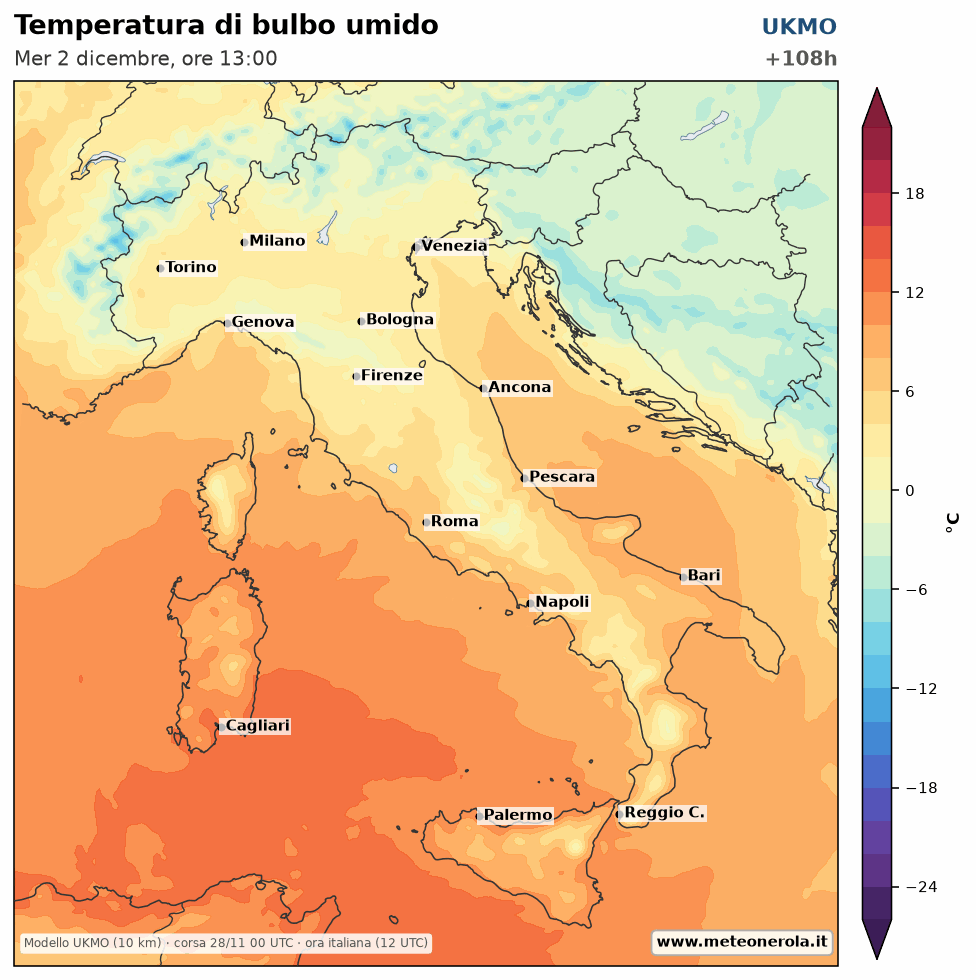 Temperatura di bulbo umido
UKMO
Mer 2 dicembre, ore 13:00
+108h
Milano
Venezia
Torino
Genova
Bologna
Firenze
Ancona
Pescara
Roma
Bari
Napoli
Cagliari
Palermo
Reggio C.
18
12
6
0
−6
−12
−18
−24
°C
Modello UKMO (10 km) · corsa 28/11 00 UTC · ora italiana (12 UTC)
www.meteonerola.it